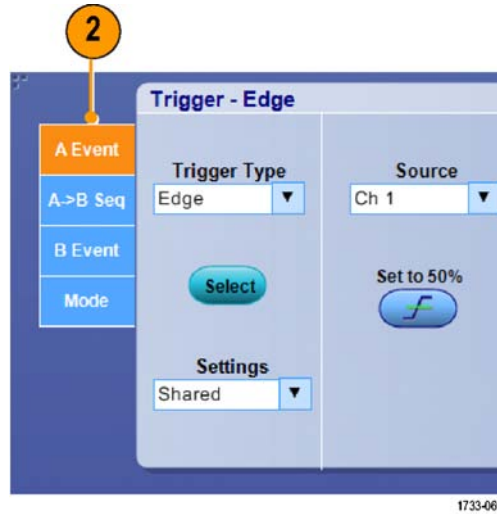 2
Trigger - Edge
A Event
A->B Seq
B Event
Mode
Trigger Type
Edge
Select
Settings
Shared
Source
Ch 1
Set to 50%
1733-06